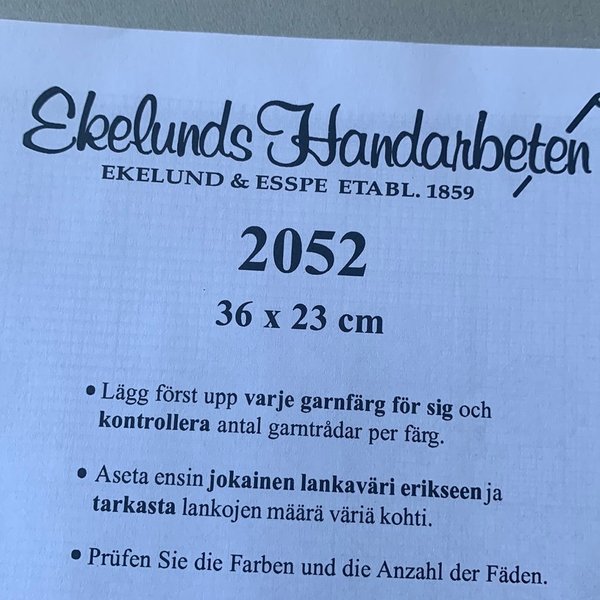 Ekelunds Handarbeten
EKELUND & ESSPE ETABL. 1859
2052
36 x 23 cm
• Lägg först upp varje garnfärg för sig och
kontrollera antal garntrådar per färg.
• Aseta ensin jokainen lankaväri erikseen ja
tarkasta lankojen määrä väriä kohti.
• Prüfen Sie die Farben und die Anzahl der Fäden.